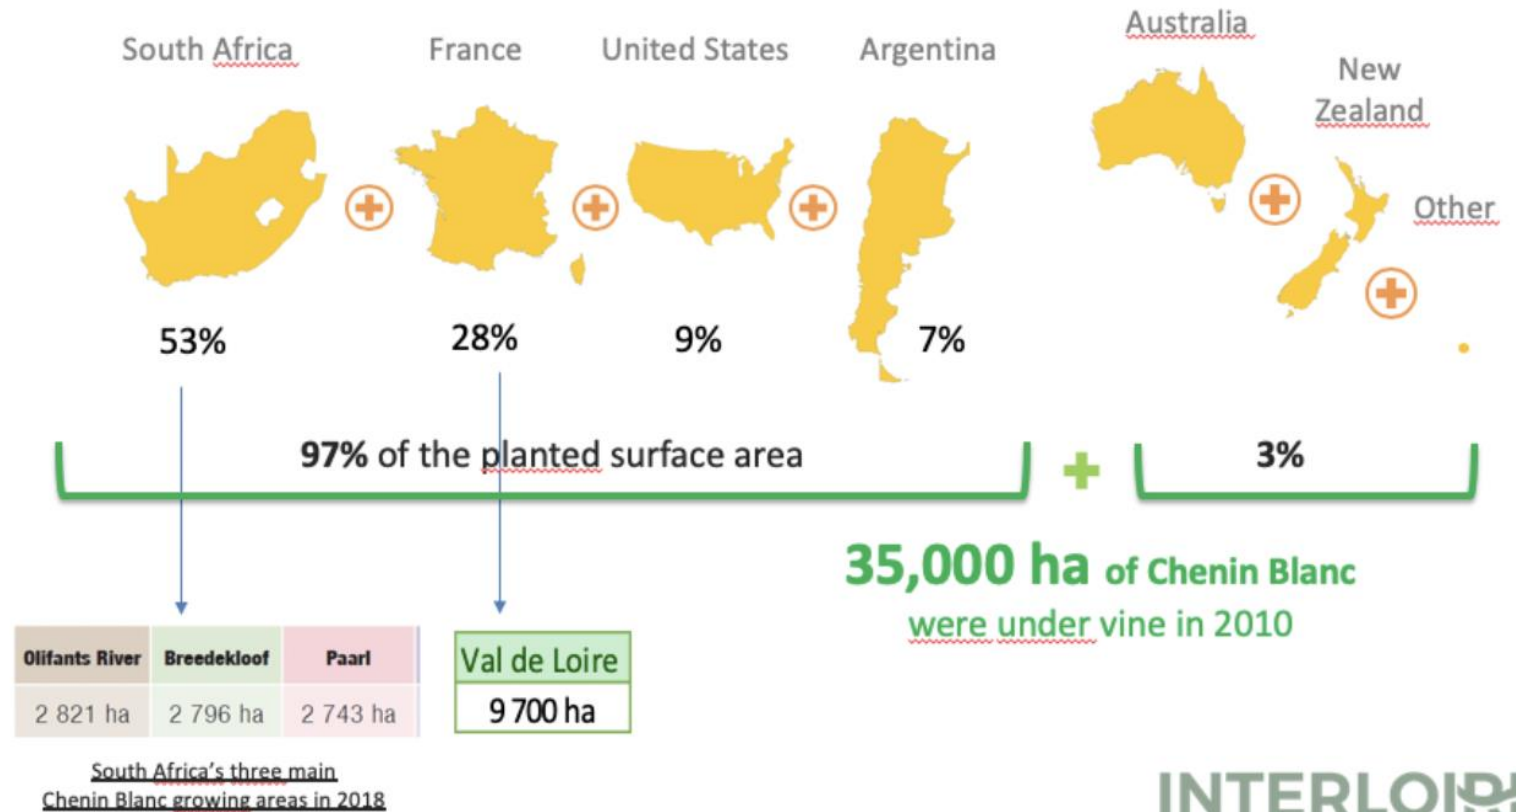 South Africa
France
United States
Argentina
Australia
New
Zealand
Other
53%
28%
9%
7%
97% of the planted surface area
3%
35,000 ha of Chenin Blanc
were under vine in 2010
Olifants River Breedekloof Paarl
2 821 ha 2 796 ha 2 743 ha
Val de Loire
9 700 ha
South Africa's three main
Chenin Blanc growing areas in 2018